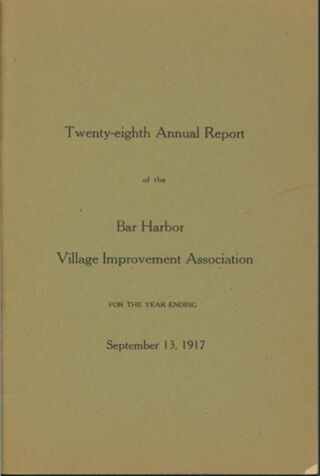 Twenty-eighth Annual Report
of the
Bar Harbor
Village Improvement Association
FOR THE YEAR ENDING
September 13, 1917